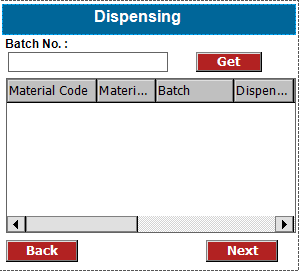 Dispensing
Batch No. :
Get
Material Code Materi... Batch Dispen...
Back Next